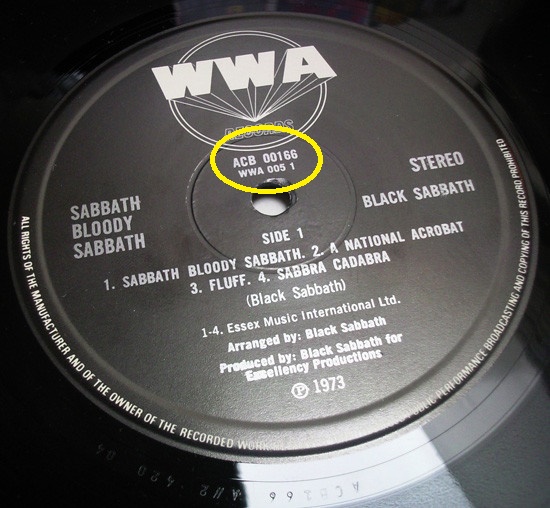 WWA
RECORDS
ACB 00166
WWA 005 1
STEREO
SABBATH
BLOODY
SABBATH
BLACK SABBATH
SIDE 1
1. SABBATH BLOODY SABBATH. 2. A NATIONAL ACROBAT
3. FLUFF. 4. SABBRA CADABRA
(Black Sabbath)
1-4. Essex Music International Ltd.
Arranged by: Black Sabbath
Produced by: Black Sabbath for
Excellency Productions
Ⓟ 1973
ALL RIGHTS OF THE MANUFACTURER AND OF THE OWNER OF THE RECORDED WORK
PUBLIC PERFORMANCE BROADCASTING AND COPYING OF THIS RECORD PROHIBITED